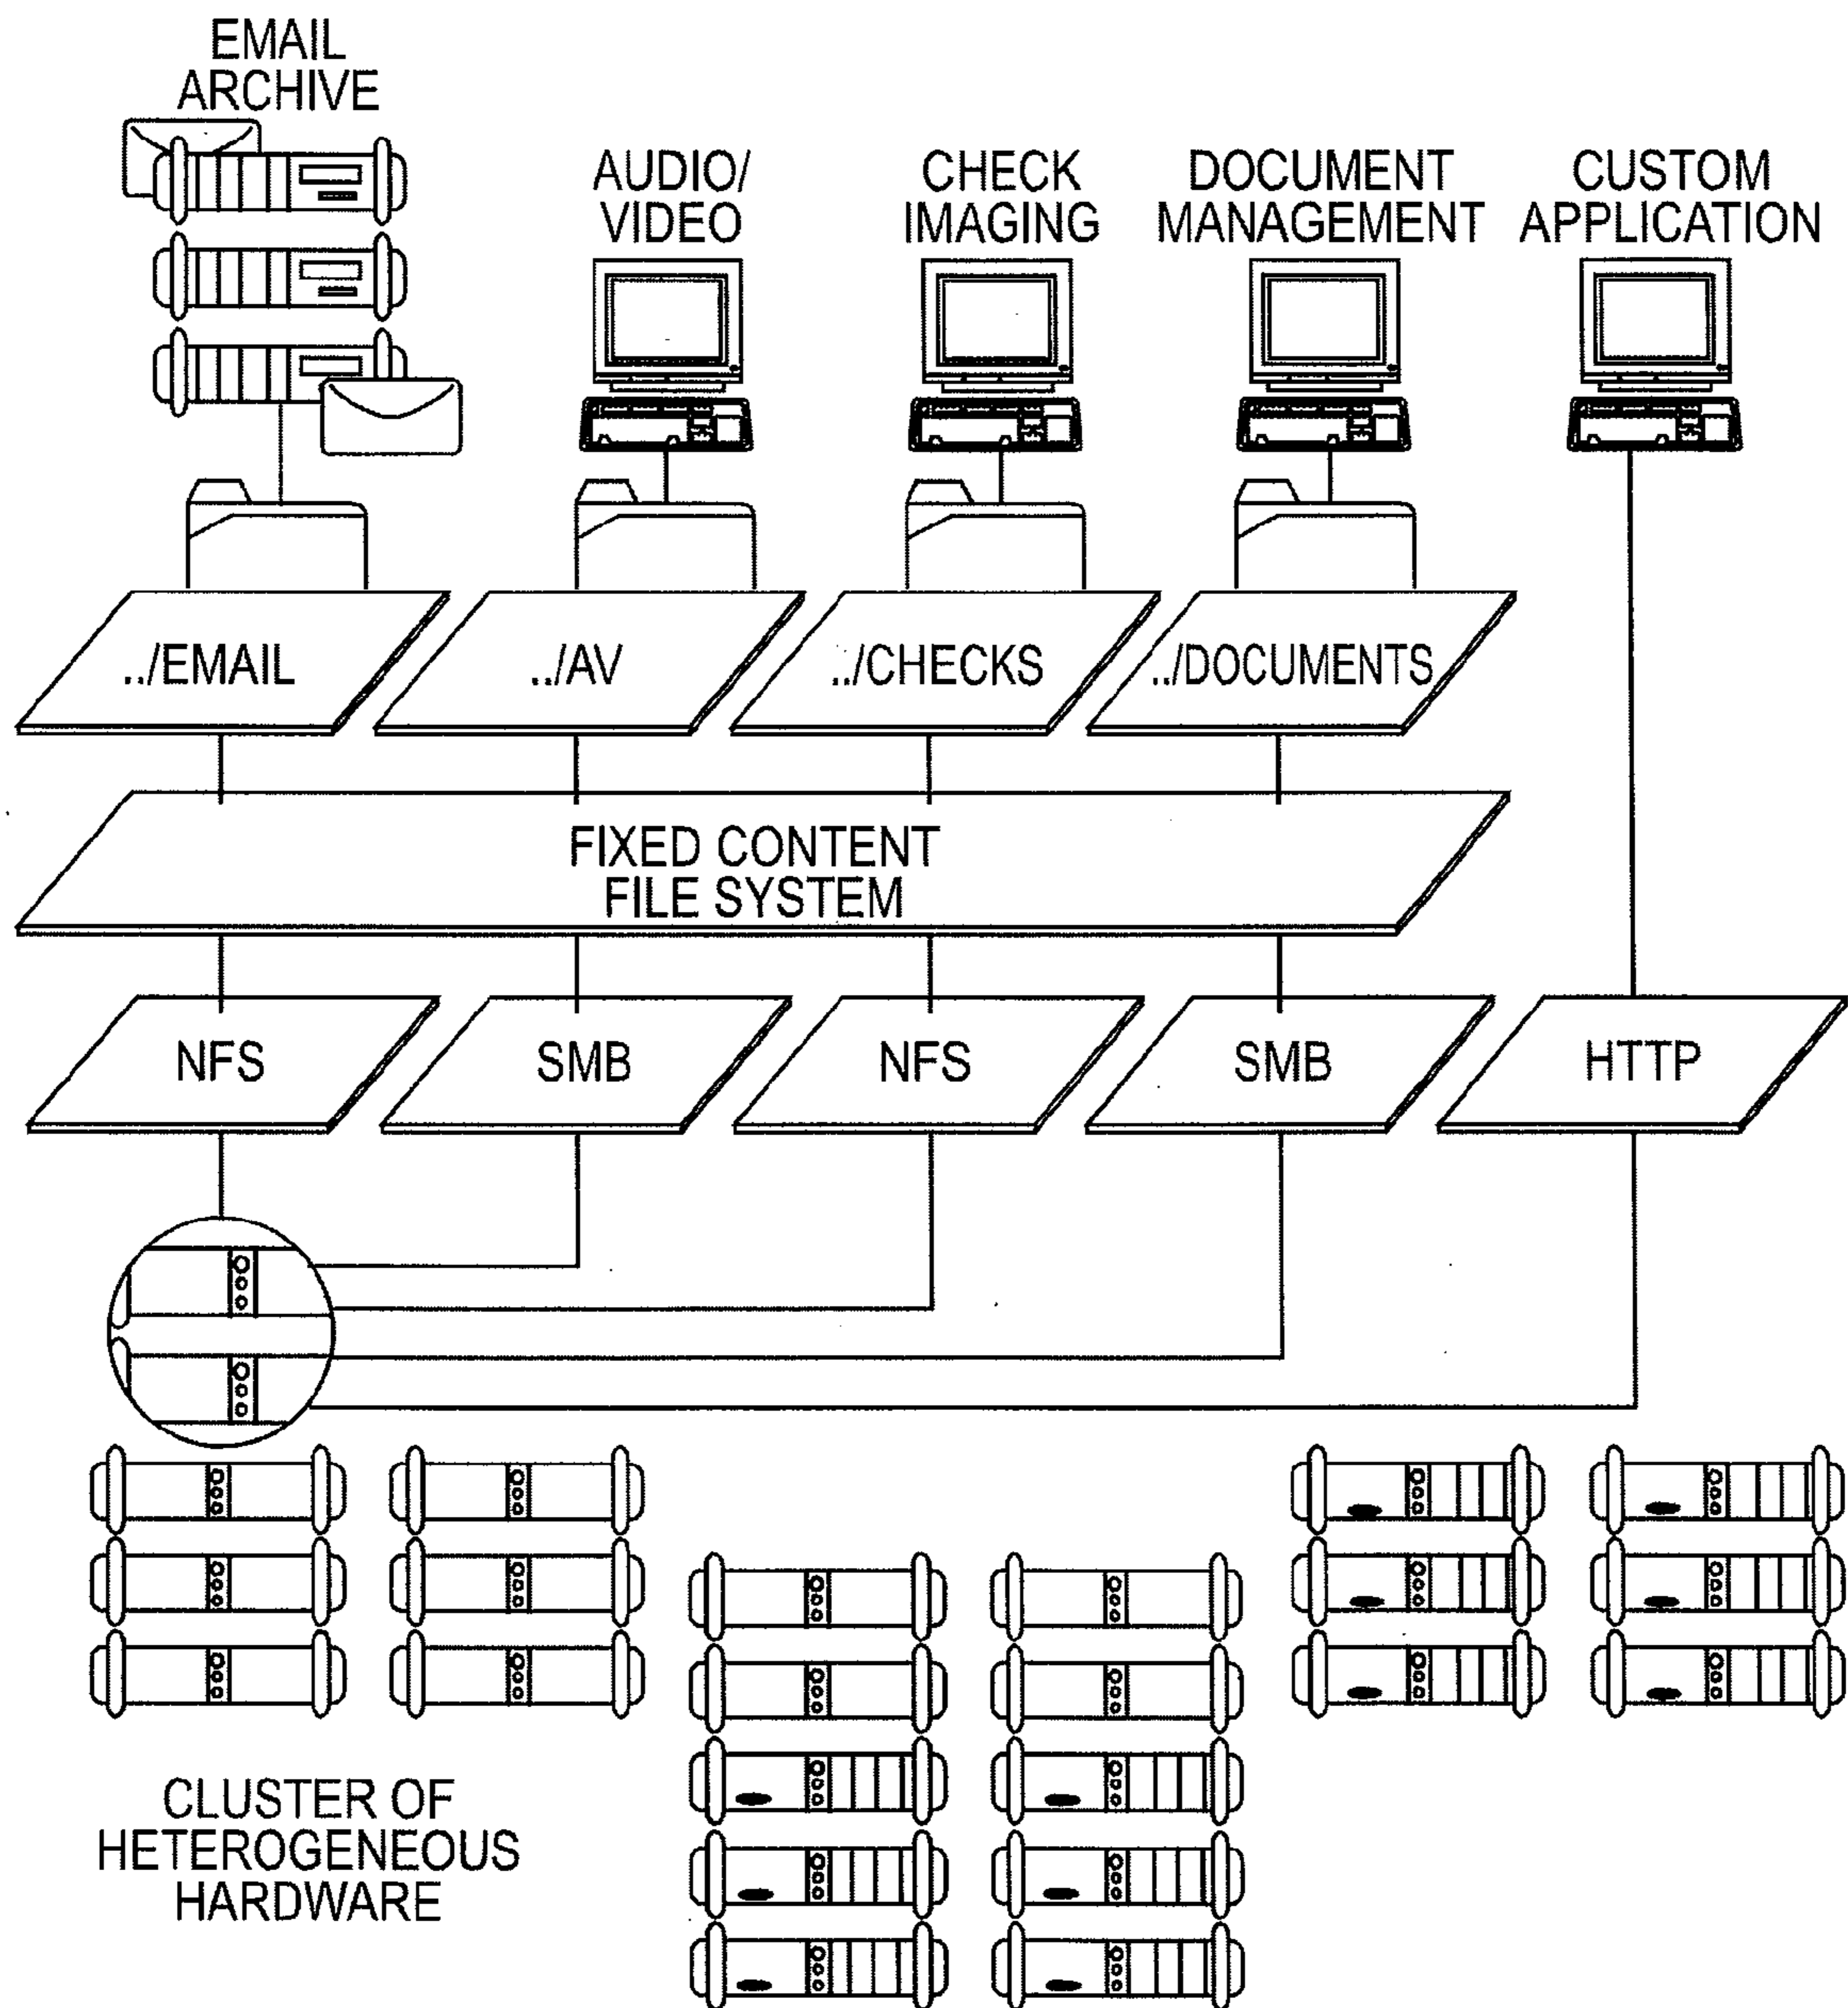 EMAIL
ARCHIVE
AUDIO/
VIDEO
CHECK
IMAGING
DOCUMENT
MANAGEMENT
CUSTOM
APPLICATION
../EMAIL
../AV
../CHECKS
../DOCUMENTS
FIXED CONTENT
FILE SYSTEM
NFS
SMB
NFS
SMB
HTTP
CLUSTER OF
HETEROGENEOUS
HARDWARE